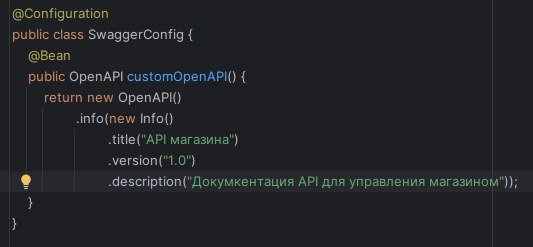 @Configuration
public class SwaggerConfig {
@Bean
public OpenAPI customOpenAPI() {
return new OpenAPI()
.info(new Info()
.title("API магазина")
.version("1.0")
.description("Докумкентация API для управления магазином"));
}
}